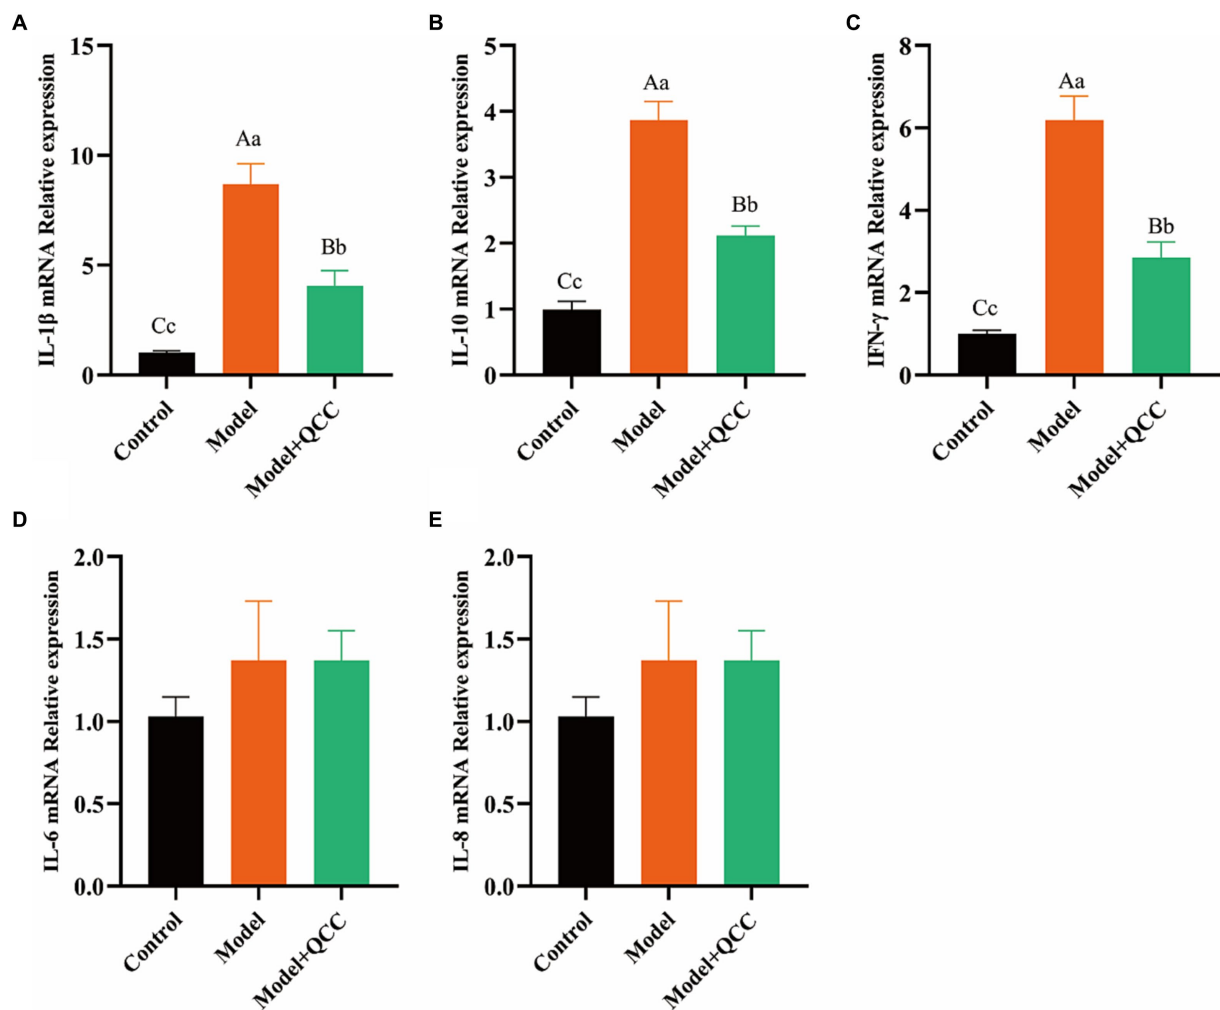 A
IL-1β mRNA Relative expression
15
10
5
0
Cc
Aa
Bb
Control
Model
Model+QCC
B
IL-10 mRNA Relative expression
5
4
3
2
1
0
Cc
Aa
Bb
Control
Model
Model+QCC
C
IFN-γ mRNA Relative expression
8
6
4
2
0
Cc
Aa
Bb
Control
Model
Model+QCC
D
IL-6 mRNA Relative expression
2.0
1.5
1.0
0.5
0.0
Control
Model
Model+QCC
E
IL-8 mRNA Relative expression
2.0
1.5
1.0
0.5
0.0
Control
Model
Model+QCC